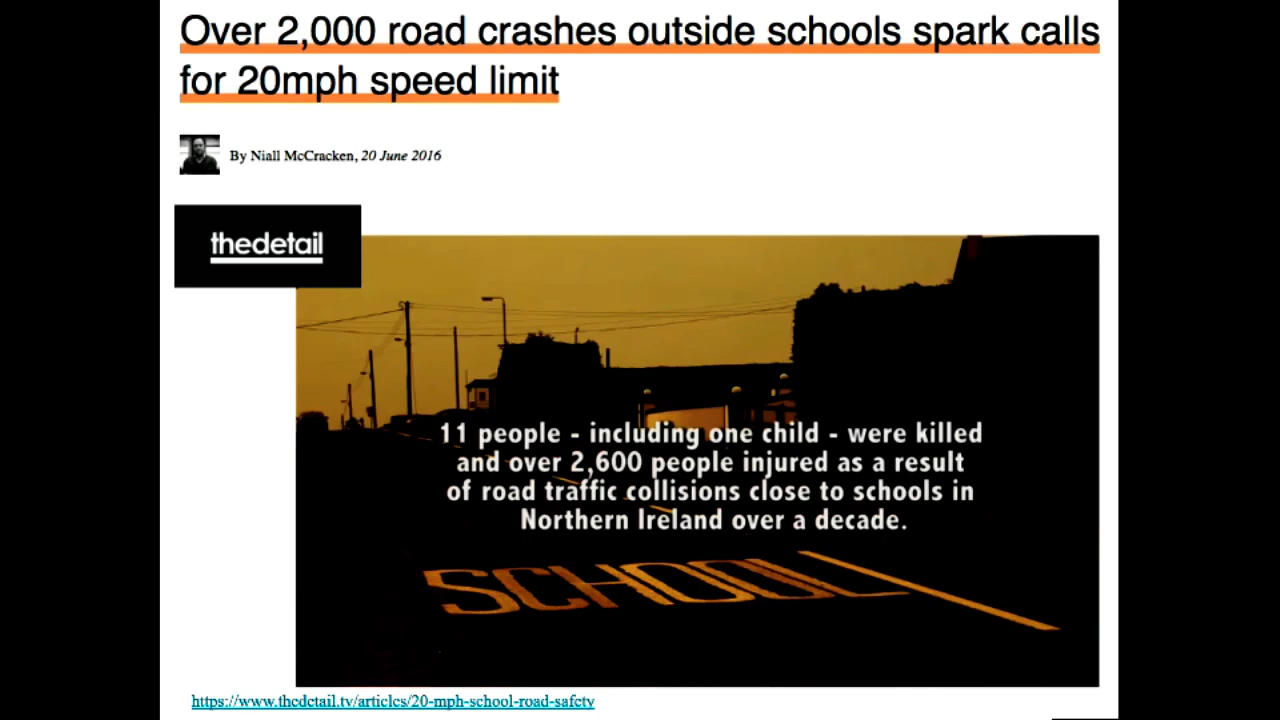 Over 2,000 road crashes outside schools spark calls
for 20mph speed limit
By Niall McCracken, 20 June 2016
thedetail
11 people - including one child - were killed
and over 2,600 people injured as a result
of road traffic collisions close to schools in
Northern Ireland over a decade.
SCHOOL
https://www.thedetail.tv/articles/20-mph-school-road-safety